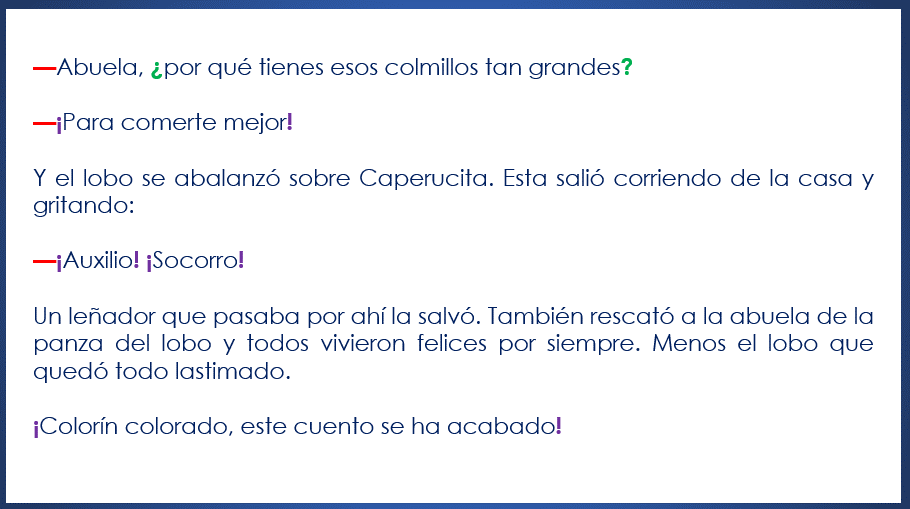 —Abuela, ¿por qué tienes esos colmillos tan grandes?
—¡Para comerte mejor!
Y el lobo se abalanzó sobre Caperucita. Esta salió corriendo de la casa y
gritando:
—¡Auxilio! ¡Socorro!
Un leñador que pasaba por ahí la salvó. También rescató a la abuela de la
panza del lobo y todos vivieron felices por siempre. Menos el lobo que
quedó todo lastimado.
¡Colorín colorado, este cuento se ha acabado!